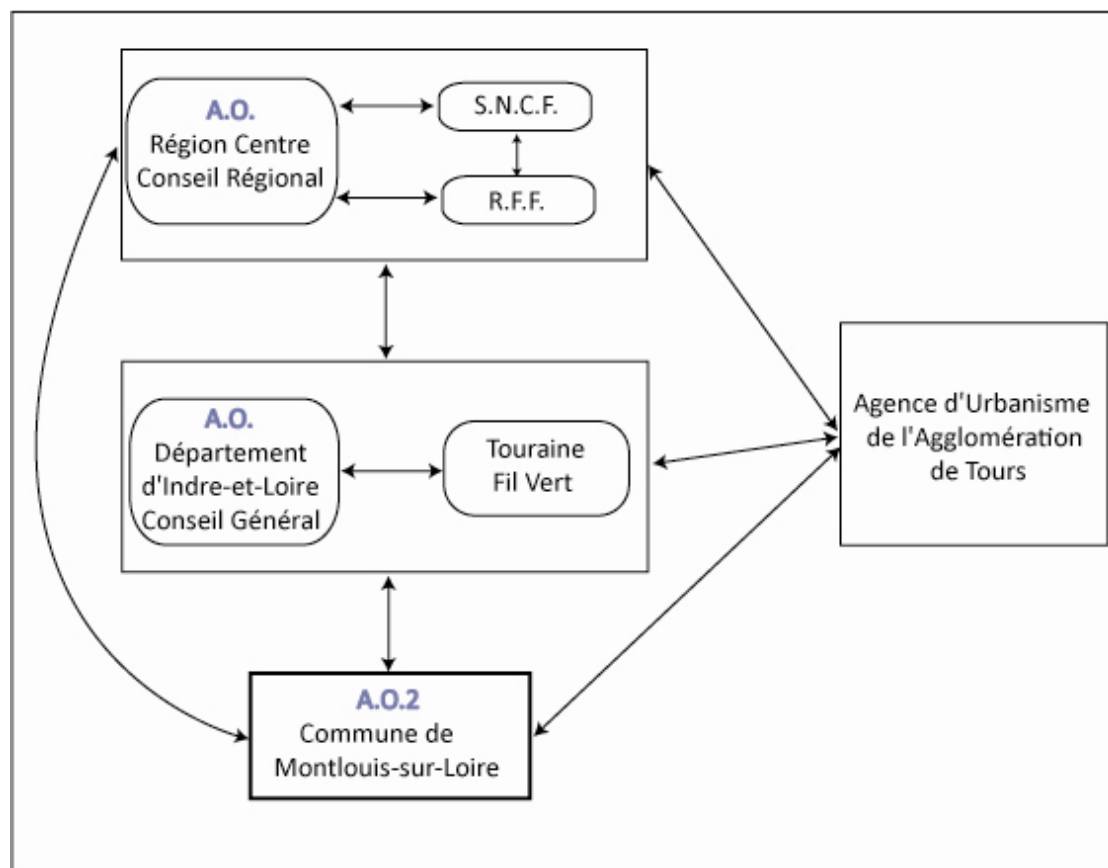 A.O.
Région Centre
Conseil Régional
S.N.C.F.
R.F.F.
A.O.
Département
d'Indre-et-Loire
Conseil Général
Touraine
Fil Vert
Agence d'Urbanisme
de l'Agglomération
de Tours
A.O.2
Commune de
Montlouis-sur-Loire